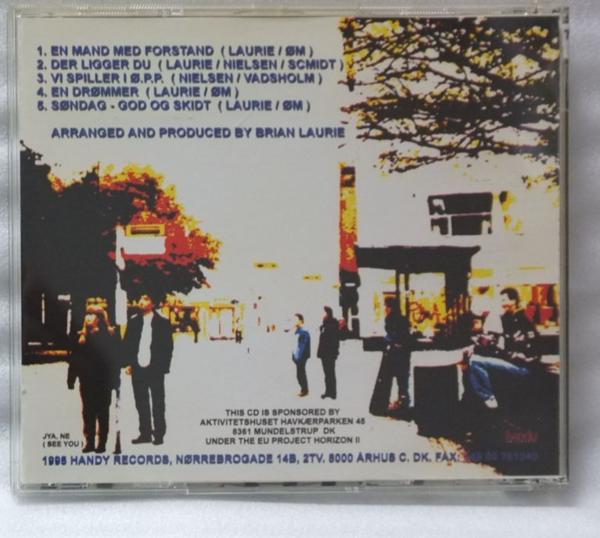 1. EN MAND MED FORSTAND ( LAURIE / ØM )
2. DER LIGGER DU ( LAURIE / NIELSEN / SCMIDT )
3. VI SPILLER I Ø.P.P. ( NIELSEN / VADSHOLM )
4. EN DRØMMER ( LAURIE / ØM )
5. SØNDAG - GOD OG SKIDT ( LAURIE / ØM )
ARRANGED AND PRODUCED BY BRIAN LAURIE
THIS CD IS SPONSORED BY
AKTIVITETSHUSET HAVKÆRPARKEN 45
8361 MUNDELSTRUP DK
UNDER THE EU PROJECT HORIZON II
JYA, NE
( SEE YOU )
1995 HANDY RECORDS, NØRREBROGADE 14B, 2TV. 8000 ÅRHUS C. DK. FAX: